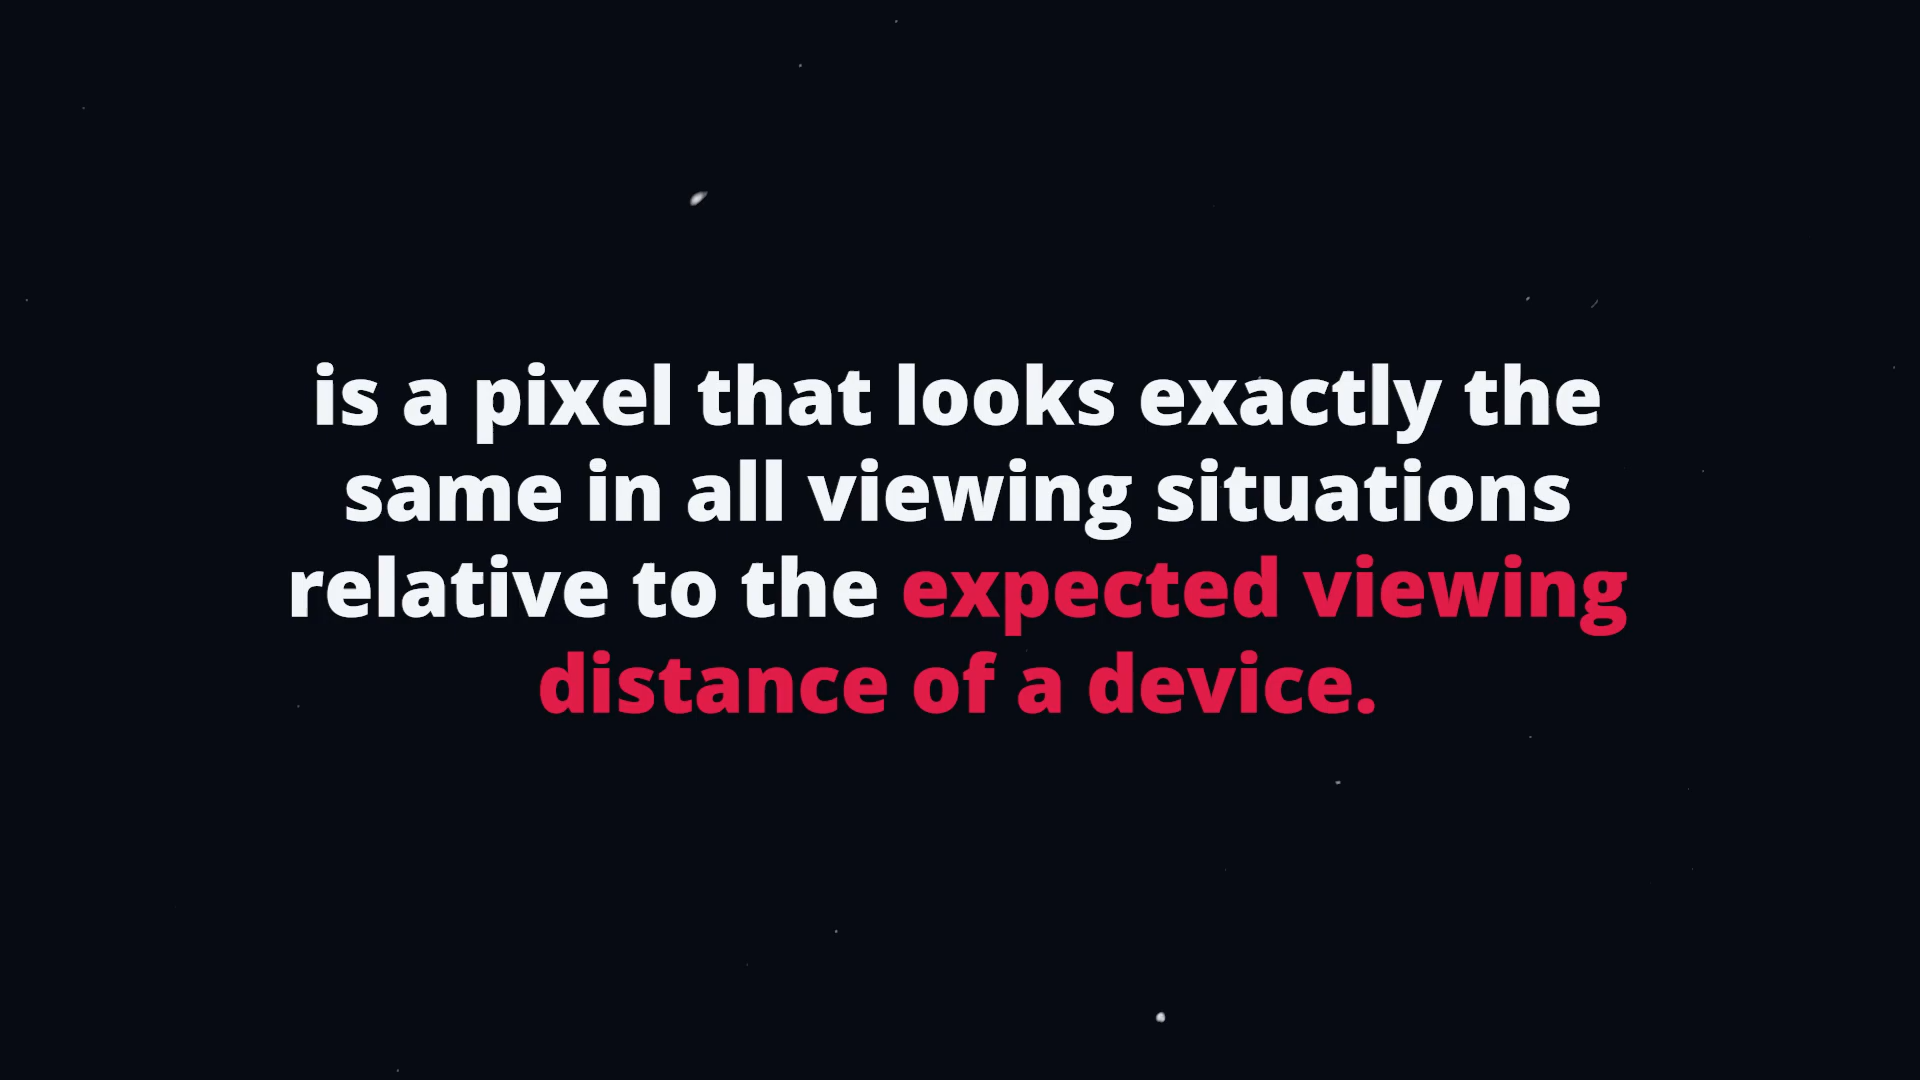 is a pixel that looks exactly the
same in all viewing situations
relative to the expected viewing
distance of a device.